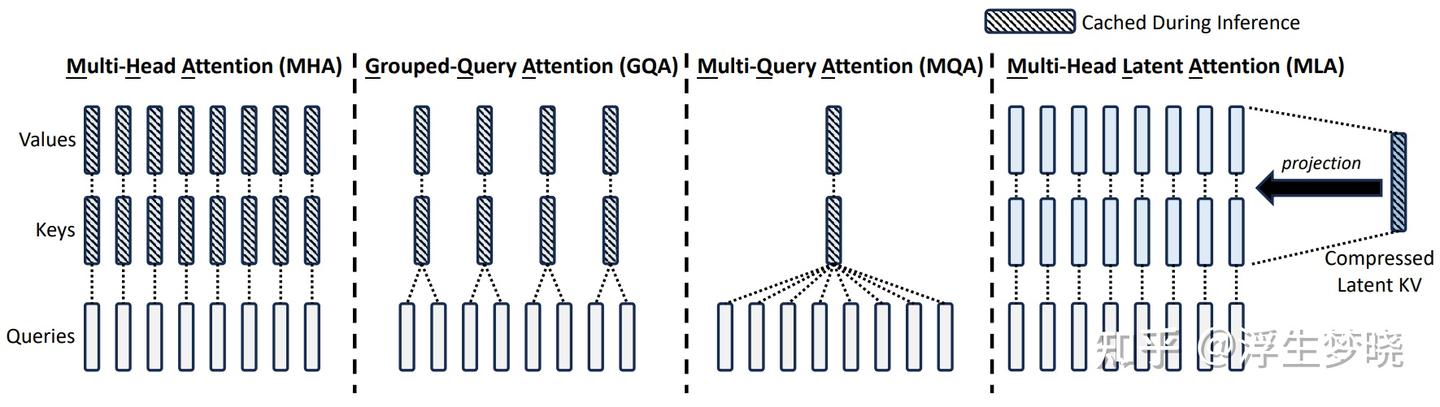 Cached During Inference
Multi-Head Attention (MHA)
Grouped-Query Attention (GQA)
Multi-Query Attention (MQA)
Multi-Head Latent Attention (MLA)
Values
Keys
Queries
projection
Compressed
Latent KV
知乎 @浮生梦晓